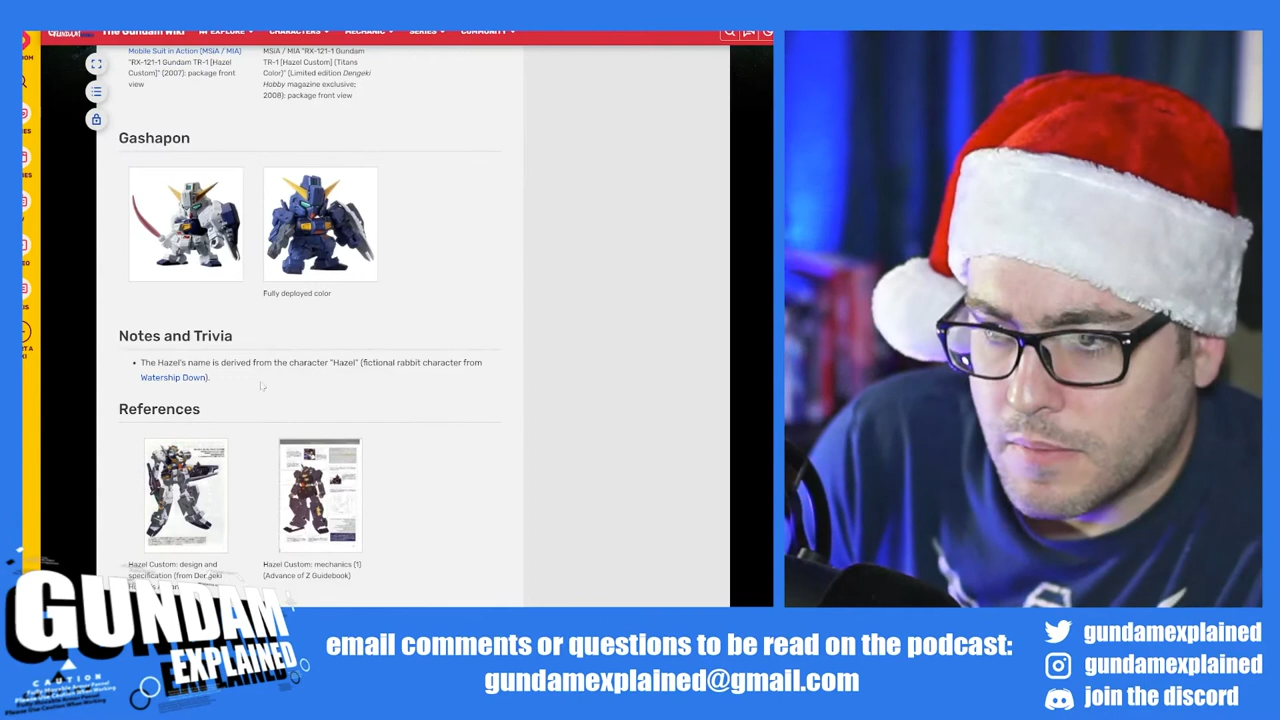 The Gundam Wiki
EXPLORE
CHARACTERS
MECHANIC
SERIES
COMMUNITY
Mobile Suit in Action (MSiA / MIA)
"RX-121-1 Gundam
TR-1 [Hazel
Custom]" (2007): package front
view
MSiA / MIA "RX-121-1 Gundam
TR-1 [Hazel Custom] (Titans
Color)" (Limited edition Dengeki
Hobby magazine exclusive;
2008): package front view
Gashapon
Fully deployed color
Notes and Trivia
• The Hazel's name is derived from the character "Hazel" (fictional rabbit character from
Watership Down).
References
Hazel Custom: design and
specification (from Dengeki
Hazel Custom: mechanics (1)
(Advance of Z Guidebook)
GUNDAM
EXPLAINED
CAUTION
email comments or questions to be read on the podcast:
gundamexplained@gmail.com
gundamexplained
gundamexplained
join the discord